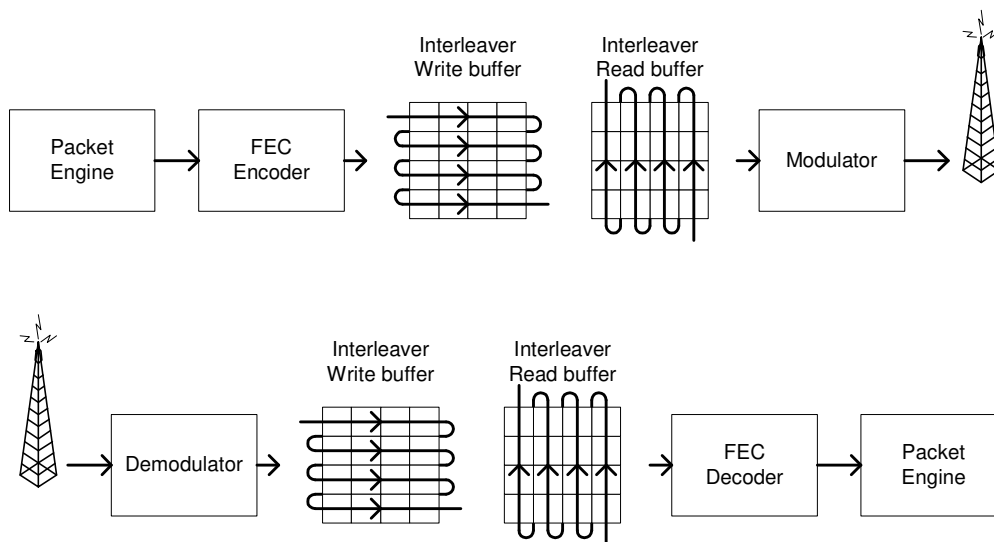 Interleaver
Write buffer
Interleaver
Read buffer
Packet
Engine
FEC
Encoder
Modulator
Interleaver
Write buffer
Interleaver
Read buffer
Demodulator
FEC
Decoder
Packet
Engine